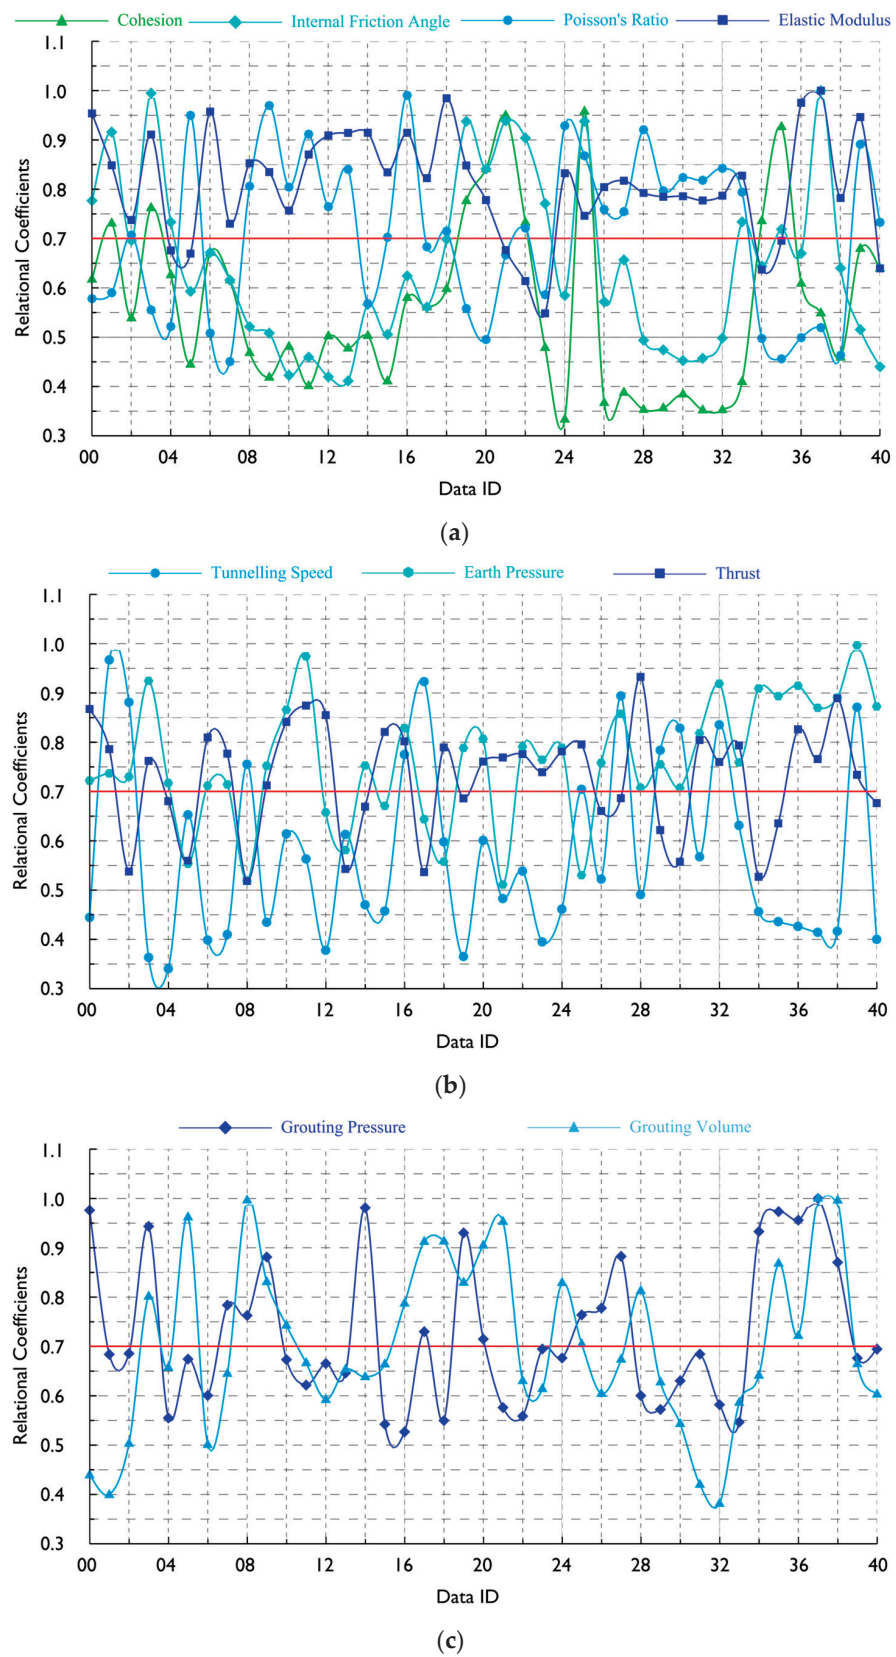 Cohesion Internal Friction Angle Poisson's Ratio Elastic Modulus
1.1
1.0
0.9
0.8
0.7
0.6
0.5
0.4
0.3
Relational Coefficients
00 04 08 12 16 20 24 28 32 36 40
Data ID
(a)
Tunnelling Speed Earth Pressure Thrust
1.1
1.0
0.9
0.8
0.7
0.6
0.5
0.4
0.3
Relational Coefficients
00 04 08 12 16 20 24 28 32 36 40
Data ID
(b)
Grouting Pressure Grouting Volume
1.1
1.0
0.9
0.8
0.7
0.6
0.5
0.4
0.3
Relational Coefficients
00 04 08 12 16 20 24 28 32 36 40
Data ID
(c)